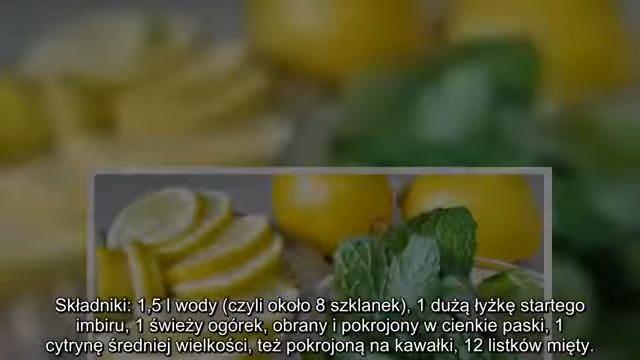 Składniki: 1,5 l wody (czyli około 8 szklanek), 1 dużą łyżkę startego
imbiru, 1 świeży ogórek, obrany i pokrojony w cienkie paski, 1
cytrynę średniej wielkości, też pokrojoną na kawałki, 12 listków mięty.